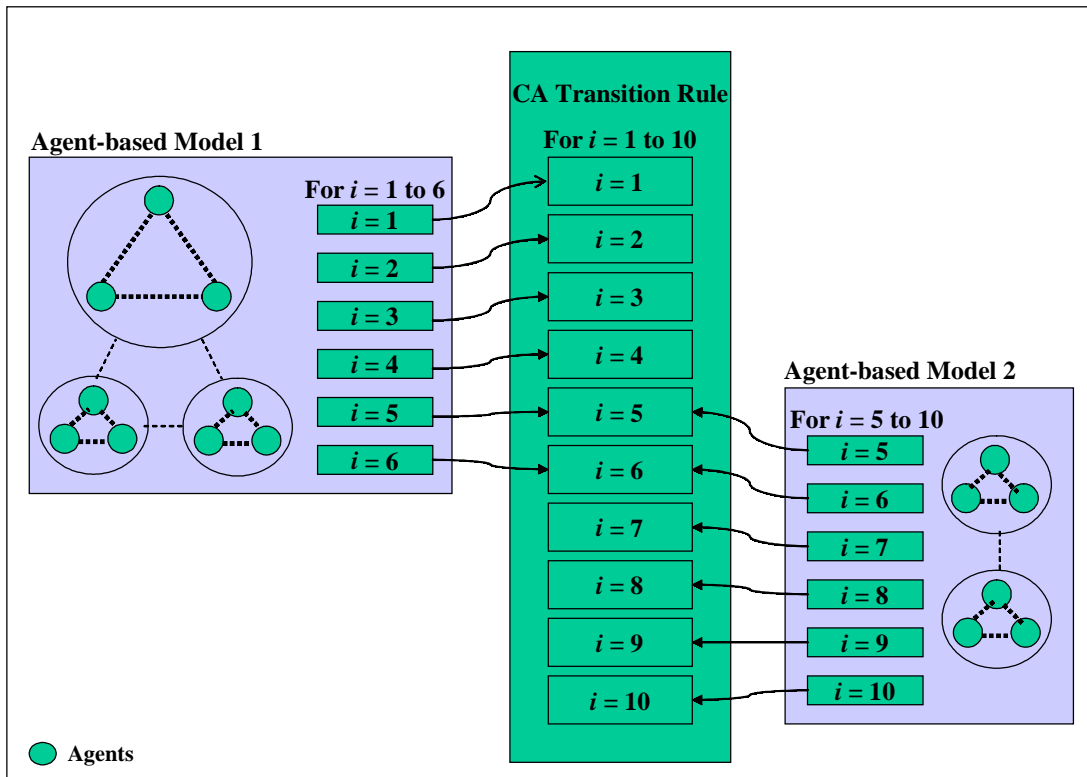 CA Transition Rule
For i = 1 to 10
i = 1
i = 2
i = 3
i = 4
i = 5
i = 6
i = 7
i = 8
i = 9
i = 10
Agent-based Model 1
For i = 1 to 6
i = 1
i = 2
i = 3
i = 4
i = 5
i = 6
Agent-based Model 2
For i = 5 to 10
i = 5
i = 6
i = 7
i = 8
i = 9
i = 10
Agents